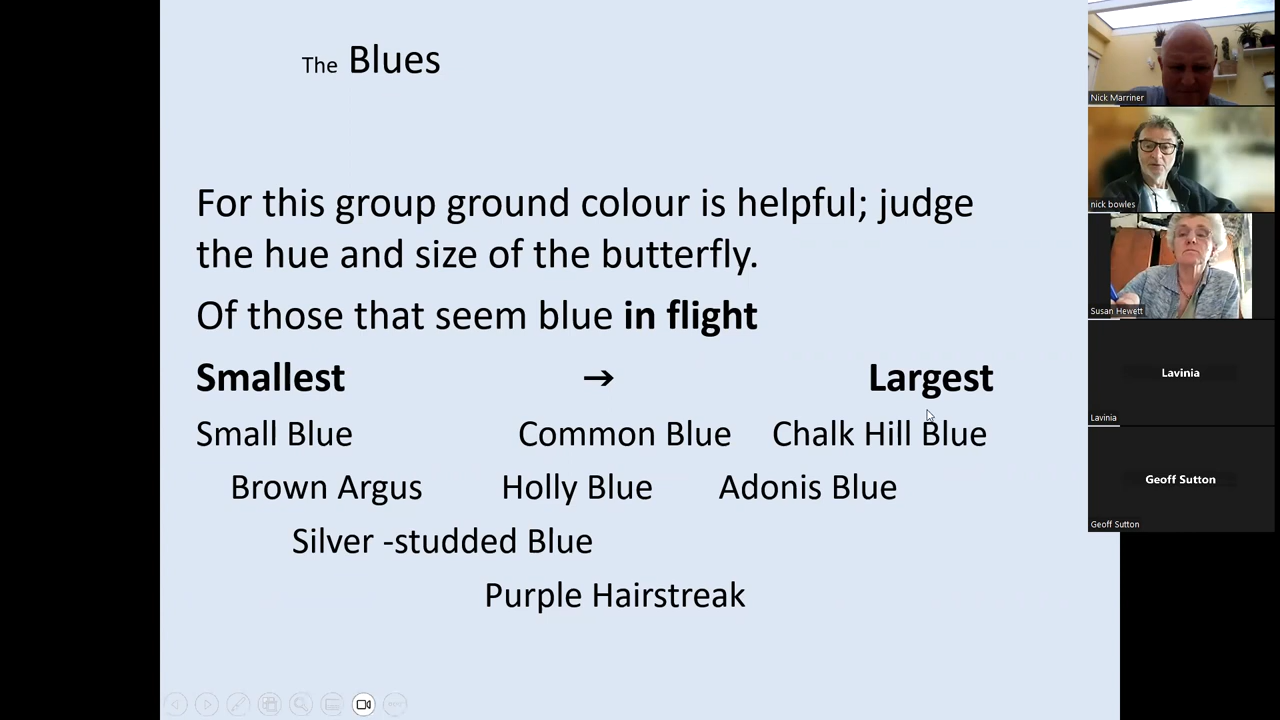 The Blues
For this group ground colour is helpful; judge
the hue and size of the butterfly.
Of those that seem blue in flight
Smallest → Largest
Small Blue Common Blue Chalk Hill Blue
Brown Argus Holly Blue Adonis Blue
Silver -studded Blue
Purple Hairstreak
Nick Marriner
nick bowles
Susan Hewett
Lavinia
Lavinia
Geoff Sutton
Geoff Sutton